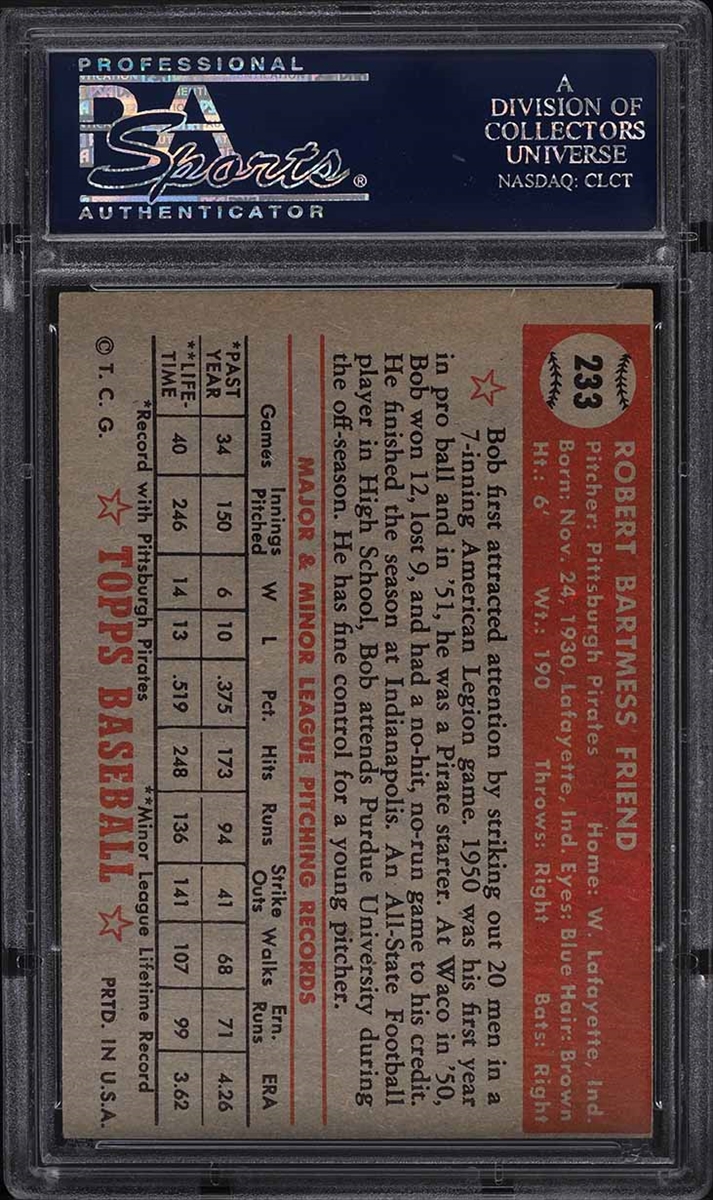 PROFESSIONAL
PSA
Sports®
AUTHENTICATOR
A
DIVISION OF
COLLECTORS
UNIVERSE
NASDAQ: CLCT
233
ROBERT BARTMESS FRIEND
Pitcher: Pittsburgh Pirates Home: W. Lafayette, Ind.
Born: Nov. 24, 1930, Lafayette, Ind. Eyes: Blue Hair: Brown
Ht.: 6' Wt.: 190 Throws: Right Bats: Right
Bob first attracted attention by striking out 20 men in a
7-inning American Legion game. 1950 was his first year
in pro ball and in '51, he was a Pirate starter. At Waco in '50,
Bob won 12, lost 9, and had a no-hit, no-run game to his credit.
He finished the season at Indianapolis. An All-State Football
player in High School, Bob attends Purdue University during
the off-season. He has fine control for a young pitcher.
MAJOR & MINOR LEAGUE PITCHING RECORDS
Games Innings Pitched W L Pct. Hits Runs Strike Outs Walks Ern. Runs ERA
*PAST YEAR 34 150 6 10 .375 173 94 41 68 71 4.26
**LIFE-TIME 40 246 14 13 .519 248 136 141 107 99 3.62
*Record with Pittsburgh Pirates **Minor League Lifetime Record
© T. C. G. TOPPS BASEBALL PRTD. IN U.S.A.